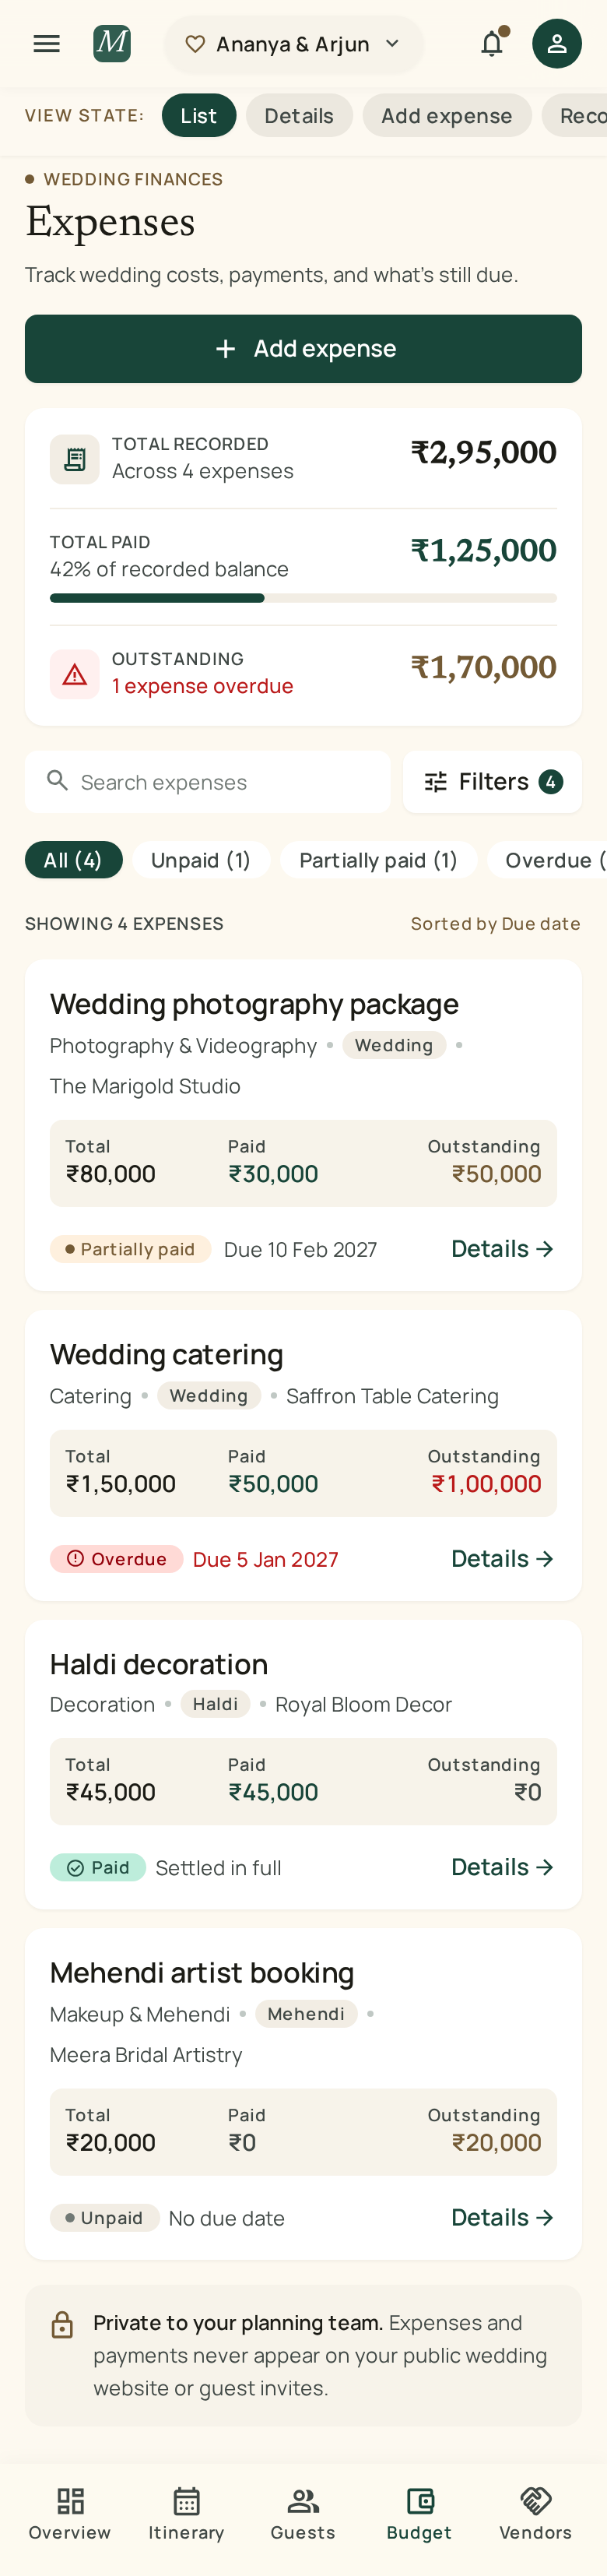 M
Ananya & Arjun
VIEW STATE:
List
Details
Add expense
Reco
WEDDING FINANCES
Expenses
Track wedding costs, payments, and what's still due.
+ Add expense
TOTAL RECORDED
Across 4 expenses
₹2,95,000
TOTAL PAID
42% of recorded balance
₹1,25,000
OUTSTANDING
1 expense overdue
₹1,70,000
Search expenses
Filters 4
All (4)
Unpaid (1)
Partially paid (1)
Overdue (
SHOWING 4 EXPENSES
Sorted by Due date
Wedding photography package
Photography & Videography • Wedding •
The Marigold Studio
Total Paid Outstanding
₹80,000 ₹30,000 ₹50,000
Partially paid Due 10 Feb 2027 Details →
Wedding catering
Catering • Wedding • Saffron Table Catering
Total Paid Outstanding
₹1,50,000 ₹50,000 ₹1,00,000
Overdue Due 5 Jan 2027 Details →
Haldi decoration
Decoration • Haldi • Royal Bloom Decor
Total Paid Outstanding
₹45,000 ₹45,000 ₹0
Paid Settled in full Details →
Mehendi artist booking
Makeup & Mehendi • Mehendi •
Meera Bridal Artistry
Total Paid Outstanding
₹20,000 ₹0 ₹20,000
Unpaid No due date Details →
Private to your planning team. Expenses and
payments never appear on your public wedding
website or guest invites.
Overview Itinerary Guests Budget Vendors